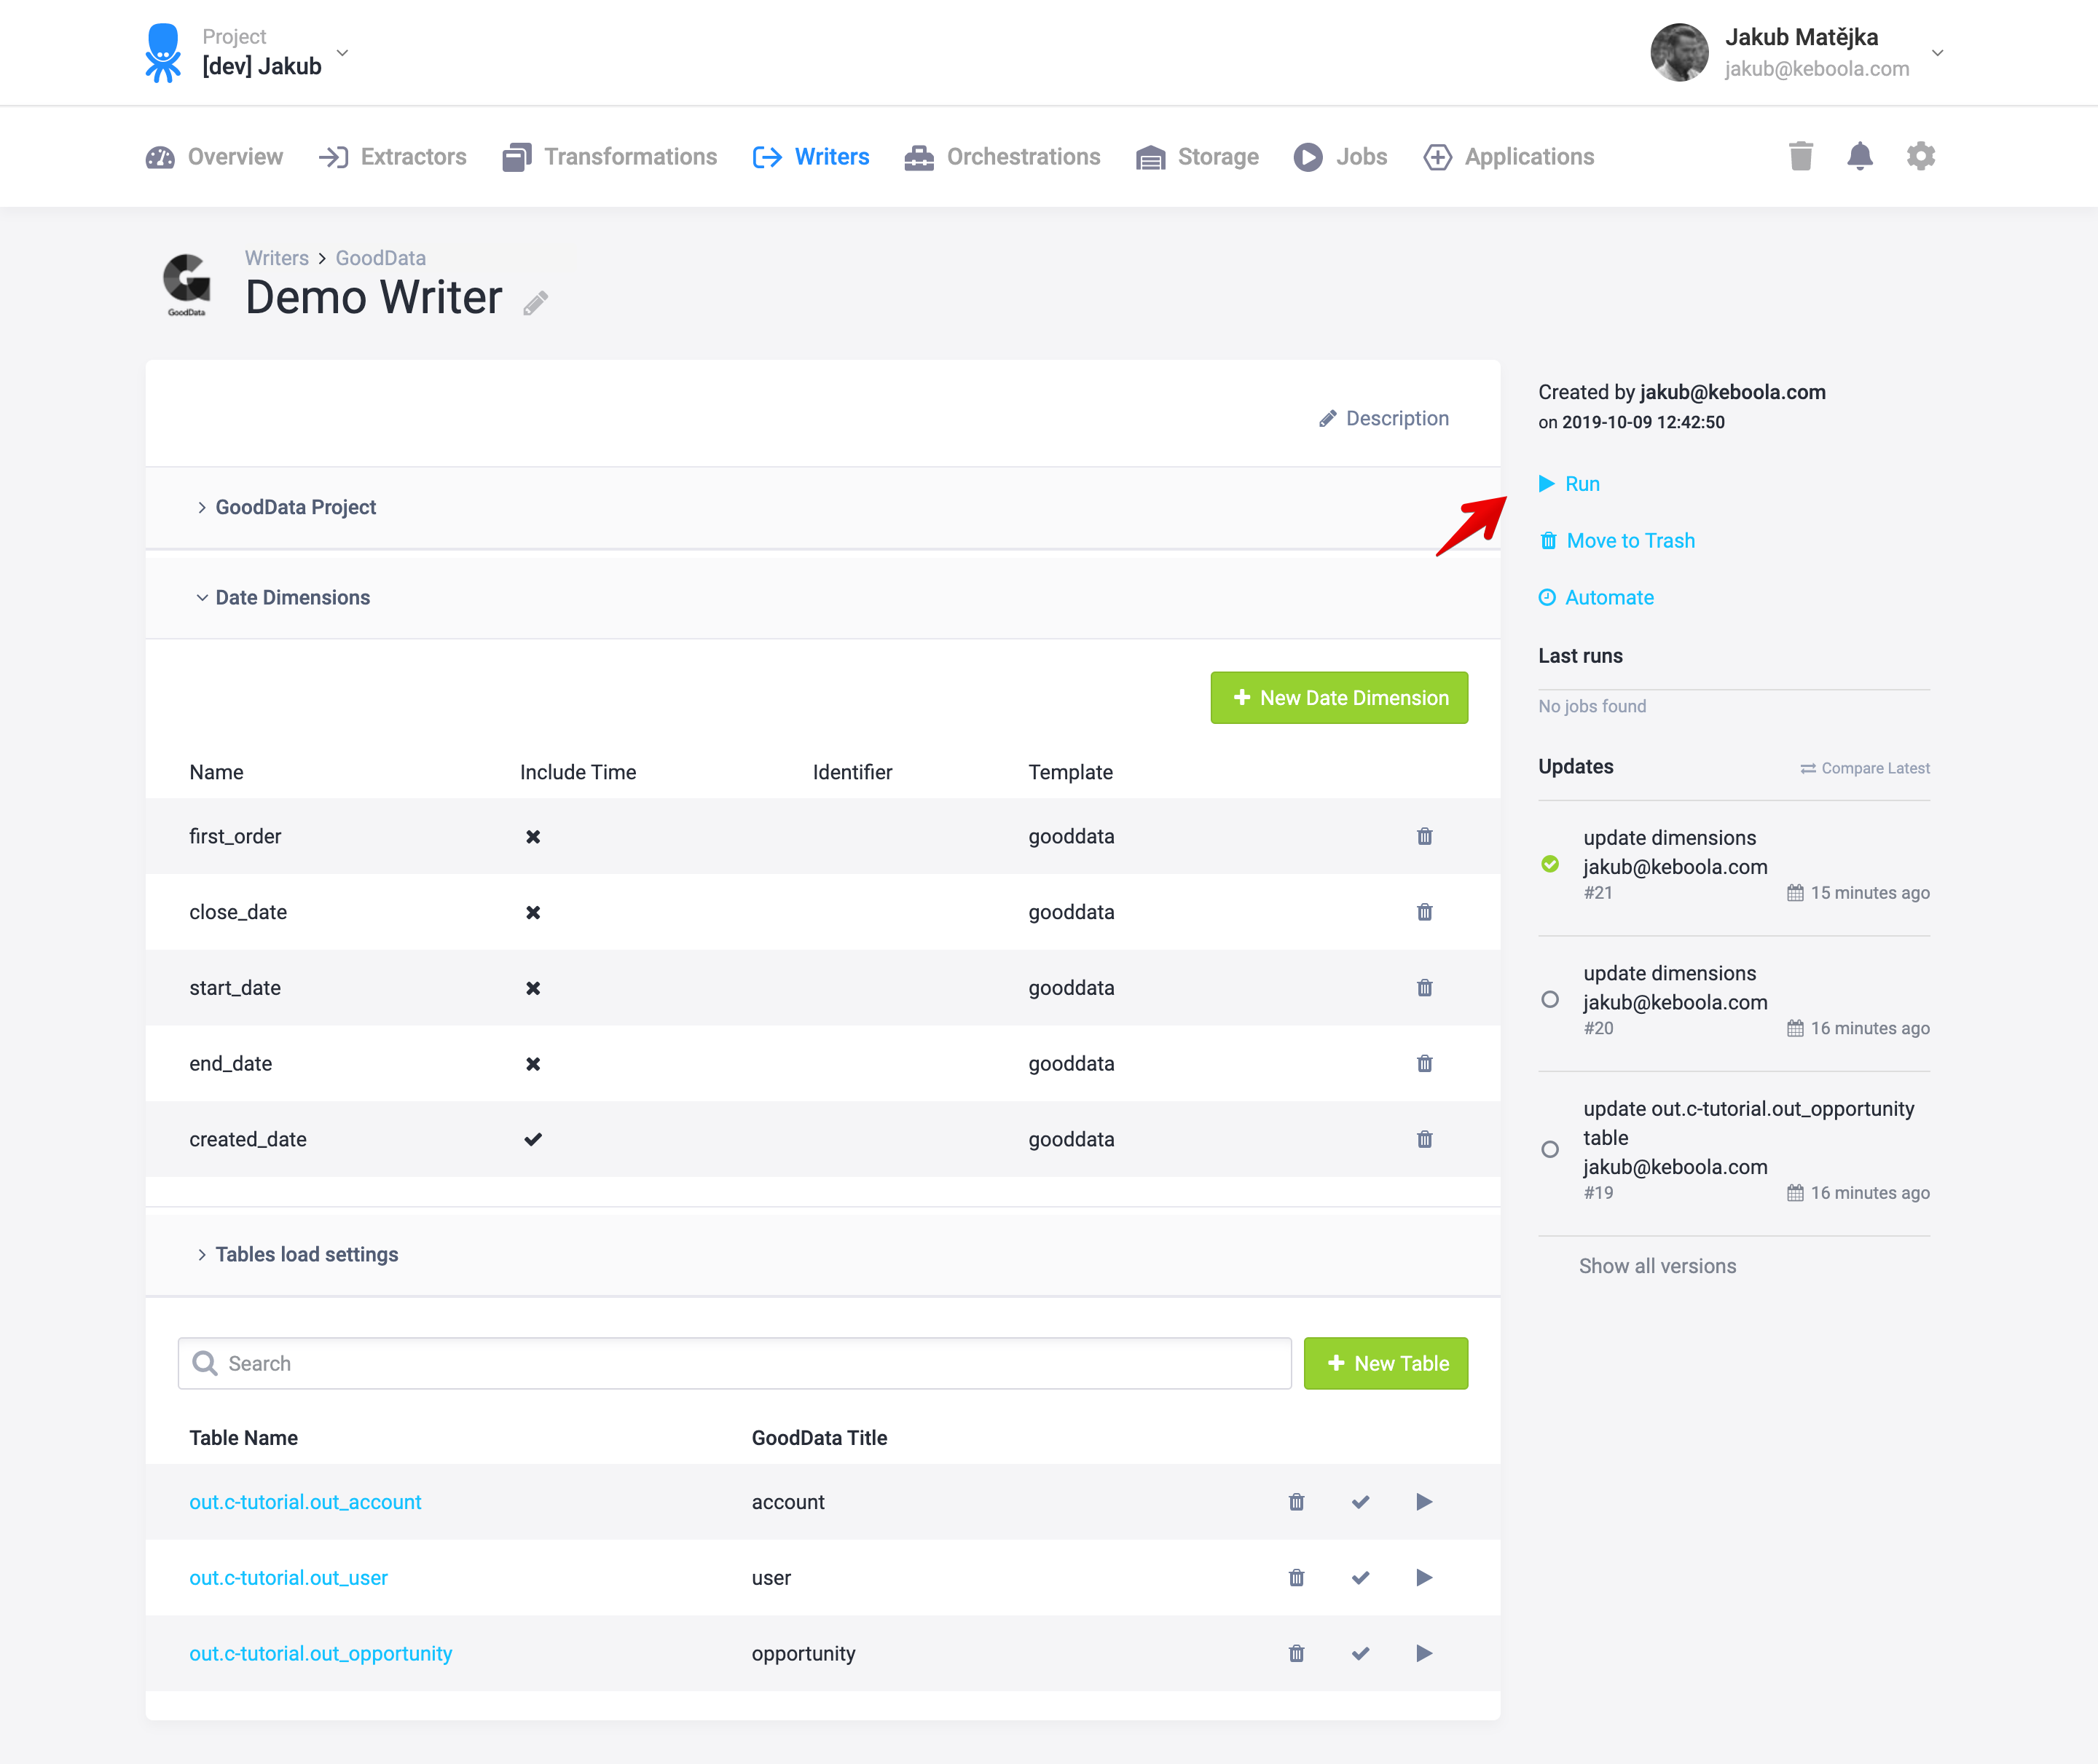 Project
[dev] Jakub
Jakub Matějka
jakub@keboola.com
Overview Extractors Transformations Writers Orchestrations Storage Jobs Applications
GoodData
Writers > GoodData
Demo Writer
Description
Created by jakub@keboola.com
on 2019-10-09 12:42:50
Run
Move to Trash
Automate
Last runs
No jobs found
Updates Compare Latest
update dimensions
jakub@keboola.com
#21 15 minutes ago
update dimensions
jakub@keboola.com
#20 16 minutes ago
update out.c-tutorial.out_opportunity
table
jakub@keboola.com
#19 16 minutes ago
Show all versions
GoodData Project
Date Dimensions
New Date Dimension
Name Include Time Identifier Template
first_order gooddata
close_date gooddata
start_date gooddata
end_date gooddata
created_date gooddata
Tables load settings
Search
New Table
Table Name GoodData Title
out.c-tutorial.out_account account
out.c-tutorial.out_user user
out.c-tutorial.out_opportunity opportunity